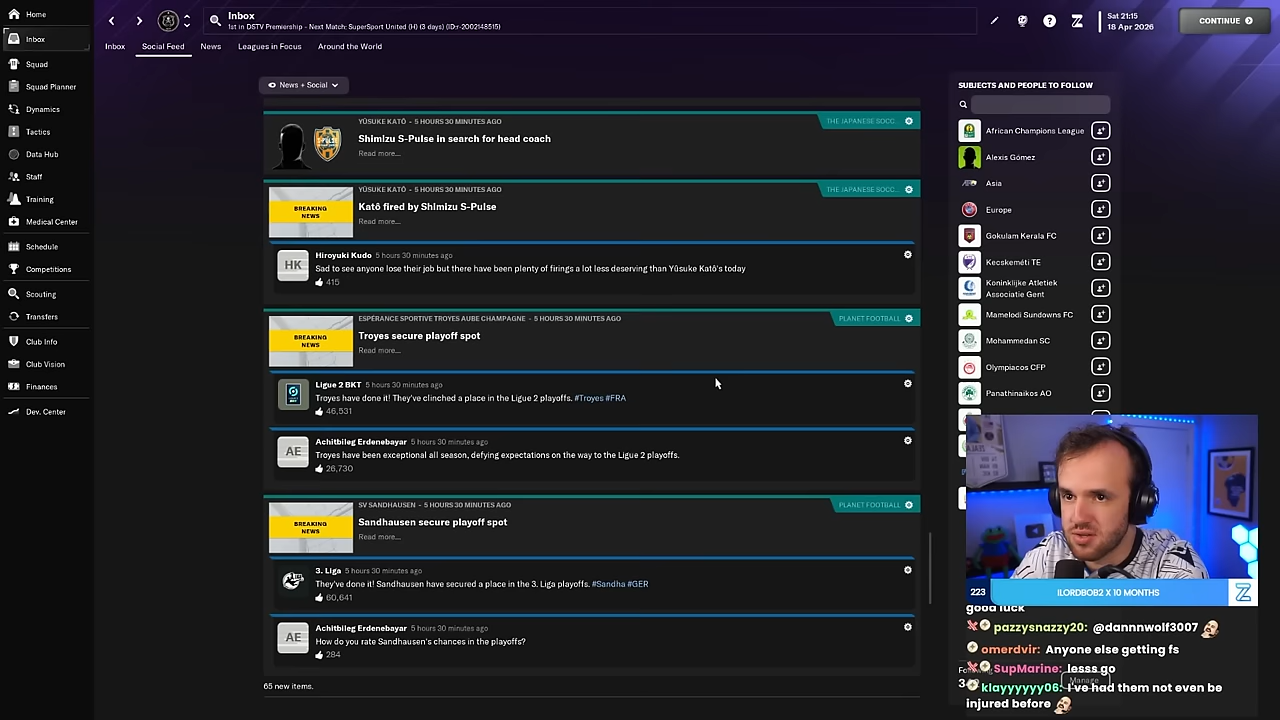 Home
Inbox
Squad
Squad Planner
Dynamics
Tactics
Data Hub
Staff
Training
Medical Center
Schedule
Competitions
Scouting
Transfers
Club Info
Club Vision
Finances
Dev. Center
Inbox
1st in DSTV Premiership - Next Match: SuperSport United (H) (3 days) (ID:r-2002148515)
Sat 21:15
18 Apr 2026
CONTINUE
Inbox
Social Feed
News
Leagues in Focus
Around the World
News + Social
YŪSUKE KATŌ - 5 HOURS 30 MINUTES AGO
THE JAPANESE SOCC...
Shimizu S-Pulse in search for head coach
Read more...
YŪSUKE KATŌ - 5 HOURS 30 MINUTES AGO
THE JAPANESE SOCC...
BREAKING
NEWS
Katō fired by Shimizu S-Pulse
Read more...
HK
Hiroyuki Kudo 5 hours 30 minutes ago
Sad to see anyone lose their job but there have been plenty of firings a lot less deserving than Yūsuke Katō's today
415
ESPÉRANCE SPORTIVE TROYES AUBE CHAMPAGNE - 5 HOURS 30 MINUTES AGO
PLANET FOOTBALL
BREAKING
NEWS
Troyes secure playoff spot
Read more...
Ligue 2 BKT 5 hours 30 minutes ago
Troyes have done it! They've clinched a place in the Ligue 2 playoffs. #Troyes #FRA
46,531
AE
Achitbileg Erdenebayar 5 hours 30 minutes ago
Troyes have been exceptional all season, defying expectations on the way to the Ligue 2 playoffs.
26,730
SV SANDHAUSEN - 5 HOURS 30 MINUTES AGO
PLANET FOOTBALL
BREAKING
NEWS
Sandhausen secure playoff spot
Read more...
3. Liga 5 hours 30 minutes ago
They've done it! Sandhausen have secured a place in the 3. Liga playoffs. #Sandha #GER
60,641
AE
Achitbileg Erdenebayar 5 hours 30 minutes ago
How do you rate Sandhausen's chances in the playoffs?
284
65 new items.
SUBJECTS AND PEOPLE TO FOLLOW
African Champions League
Alexis Gómez
Asia
Europe
Gokulam Kerala FC
Kecskeméti TE
Koninklijke Atletiek
Associatie Gent
Mamelodi Sundowns FC
Mohammedan SC
Olympiacos CFP
Panathinaikos AO
223
ILORDBOB2 X 10 MONTHS
good luck
pazzysnazzy20: @dannnwolf3007
omerdvir: Anyone else getting fs
SupMarine: lesss go
Manage
klayyyyyy06: I've had them not even be
injured before